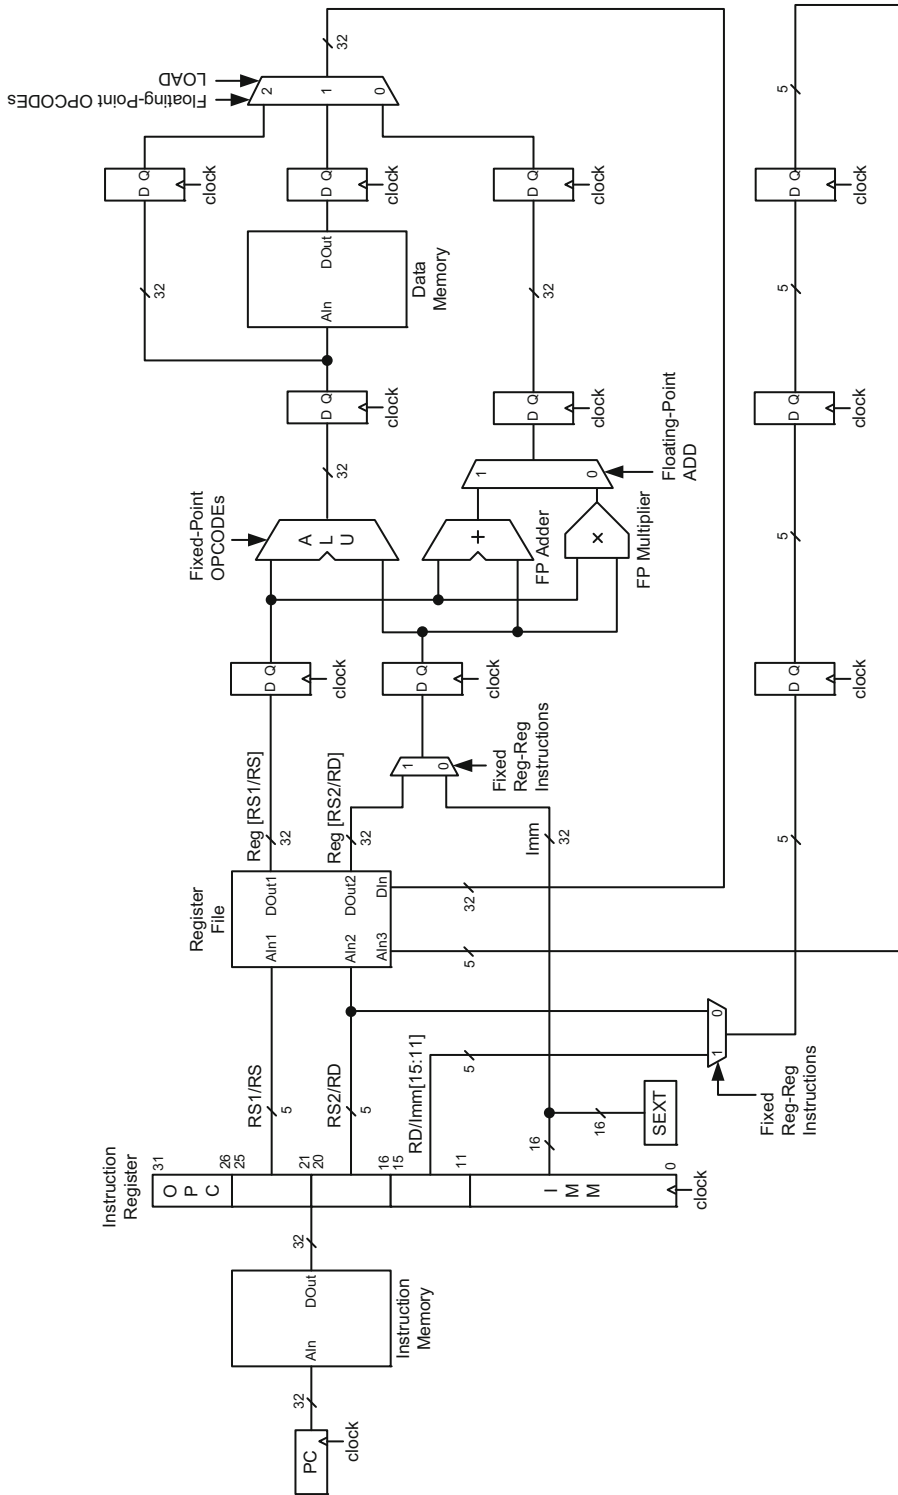 PC
clock
32
AIn
DOut
Instruction
Memory
32
Instruction
Register
31
O
P
C
26
25
21
20
16
15
11
I
M
M
0
clock
RS1/RS
5
RS2/RD
5
RD/Imm[15:11]
5
16
16
SEXT
Fixed
Reg-Reg
Instructions
1
0
Register
File
AIn1
DOut1
AIn2
DOut2
AIn3
DIn
5
32
Reg [RS1/RS]
32
Reg [RS2/RD]
32
Imm
32
5
1
0
Fixed
Reg-Reg
Instructions
D Q
clock
D Q
clock
D Q
clock
Fixed-Point
OPCODEs
A
L
U
+
FP Adder
×
FP Multiplier
32
1
0
Floating-Point
ADD
5
D Q
clock
D Q
clock
D Q
clock
32
AIn
DOut
Data
Memory
32
5
D Q
clock
D Q
clock
D Q
clock
D Q
clock
Floating-Point OPCODEs
LOAD
2
1
0
32
5